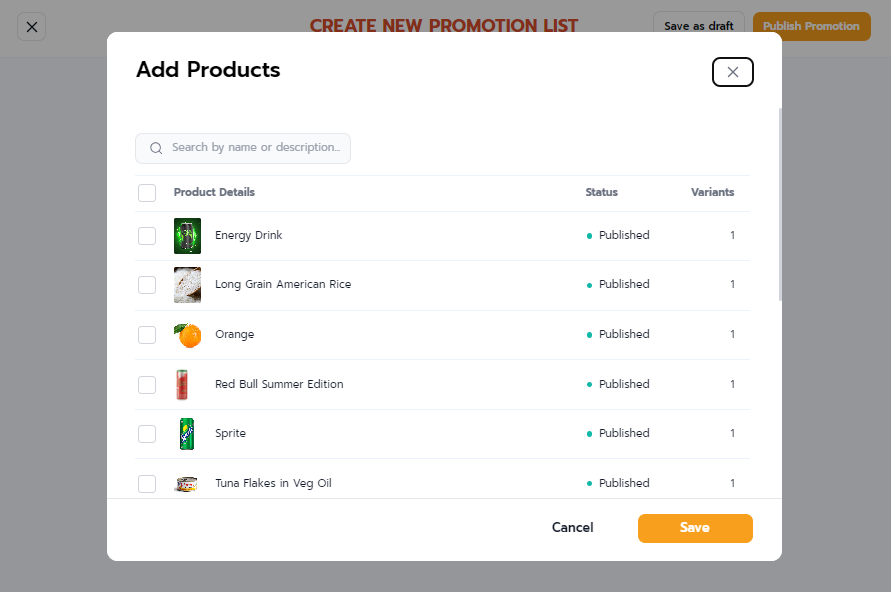 CREATE NEW PROMOTION LIST
Save as draft
Publish Promotion
Add Products
Search by name or description...
Product Details Status Variants
Energy Drink Published 1
Long Grain American Rice Published 1
Orange Published 1
Red Bull Summer Edition Published 1
Sprite Published 1
Tuna Flakes in Veg Oil Published 1
Cancel Save